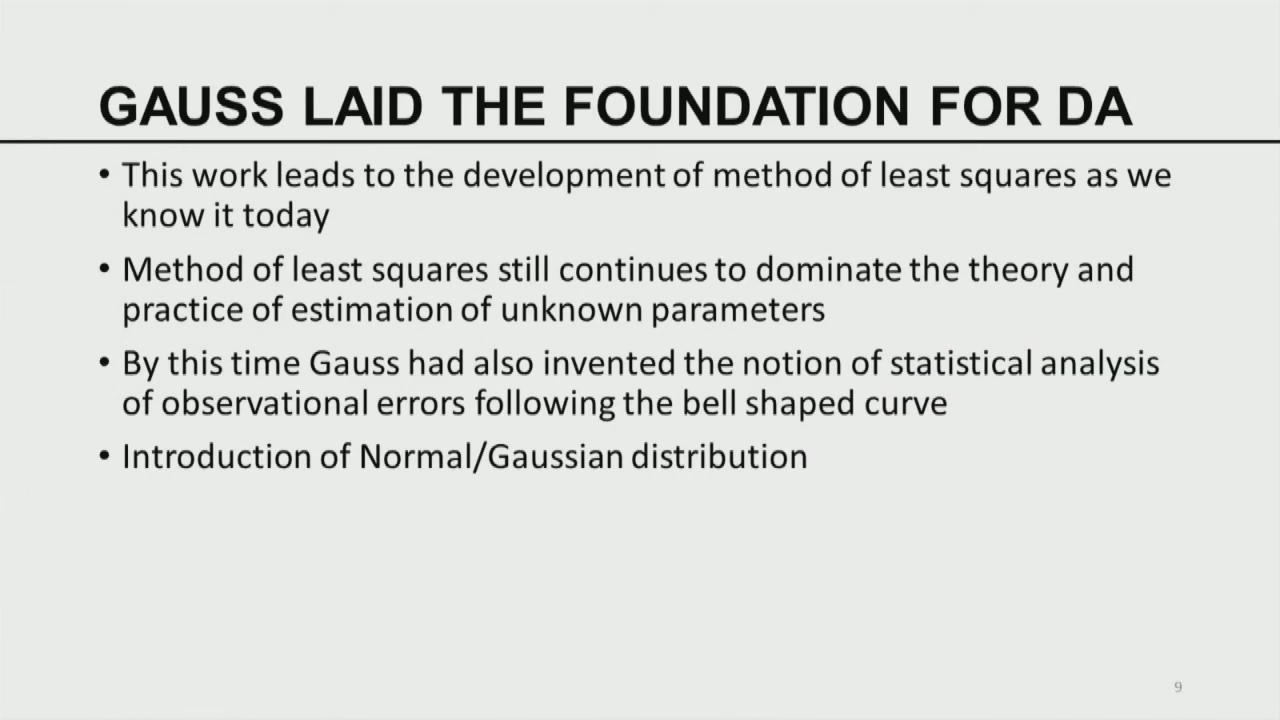 GAUSS LAID THE FOUNDATION FOR DA
• This work leads to the development of method of least squares as we
know it today
• Method of least squares still continues to dominate the theory and
practice of estimation of unknown parameters
• By this time Gauss had also invented the notion of statistical analysis
of observational errors following the bell shaped curve
• Introduction of Normal/Gaussian distribution
9